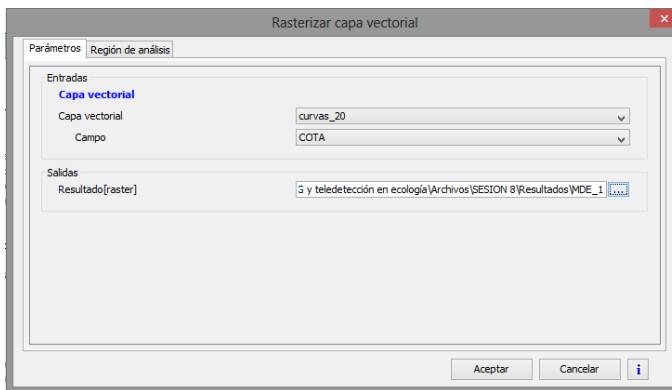 Rasterizar capa vectorial
Parámetros Región de análisis
Entradas
Capa vectorial
Capa vectorial curvas_20
Campo COTA
Salidas
Resultado[raster] y teledetección en ecología\Archivos\SESION 8\Resultados\MDE_1 ...
Aceptar Cancelar i